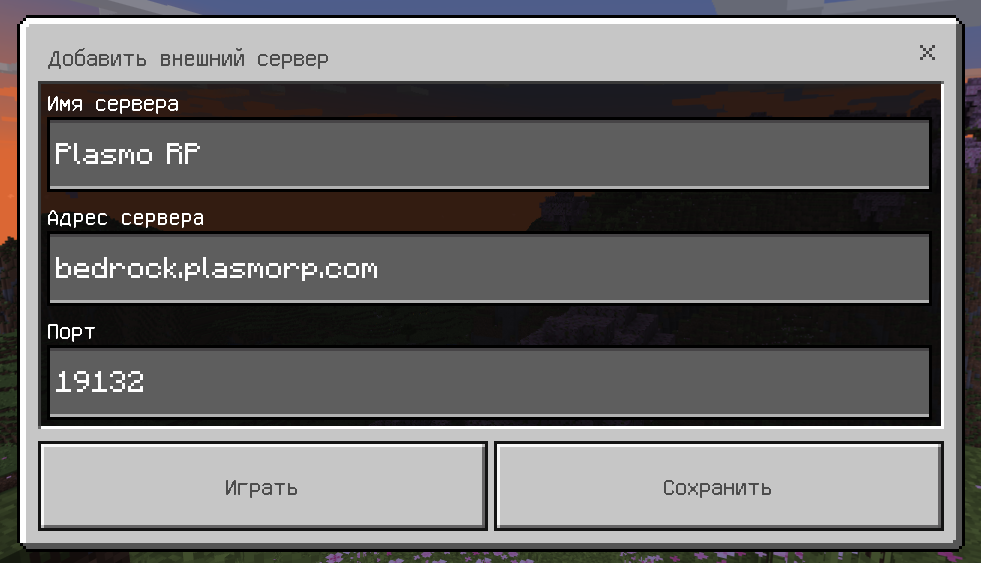 Добавить внешний сервер
Имя сервера
Plasmo RP
Адрес сервера
bedrock.plasmorp.com
Порт
19132
Играть
Сохранить